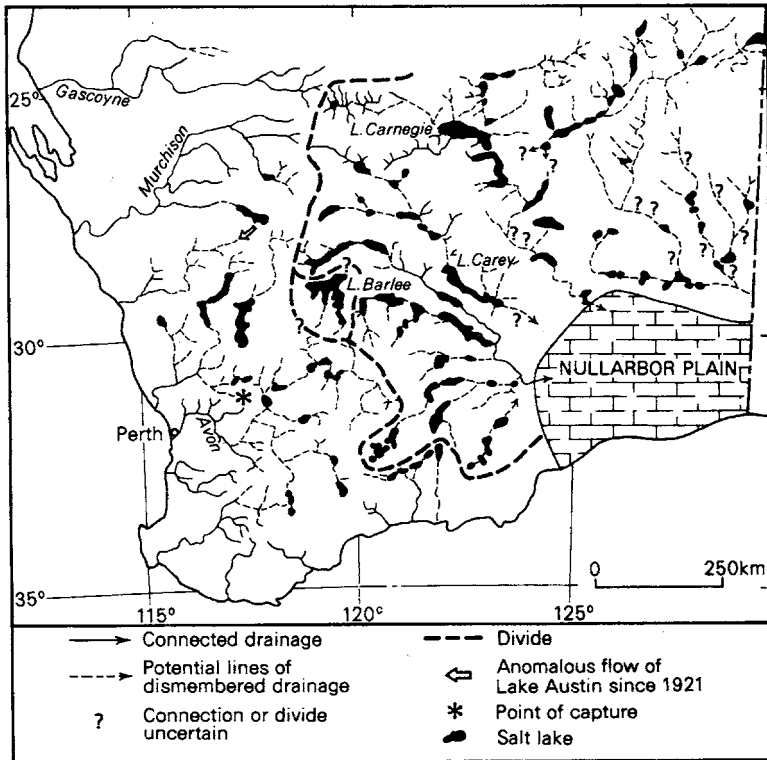 25°
Gascoyne
L. Carnegie
Murchison
?
?
?
?
?
?
?
?
?
?
L. Carey
?
L. Barlee
?
?
?
30°
NULLARBOR PLAIN
*
Perth
Avon
0 250km
35°
115° 120° 125°
Connected drainage
Potential lines of
dismembered drainage
? Connection or divide
uncertain
Divide
Anomalous flow of
Lake Austin since 1921
* Point of capture
Salt lake